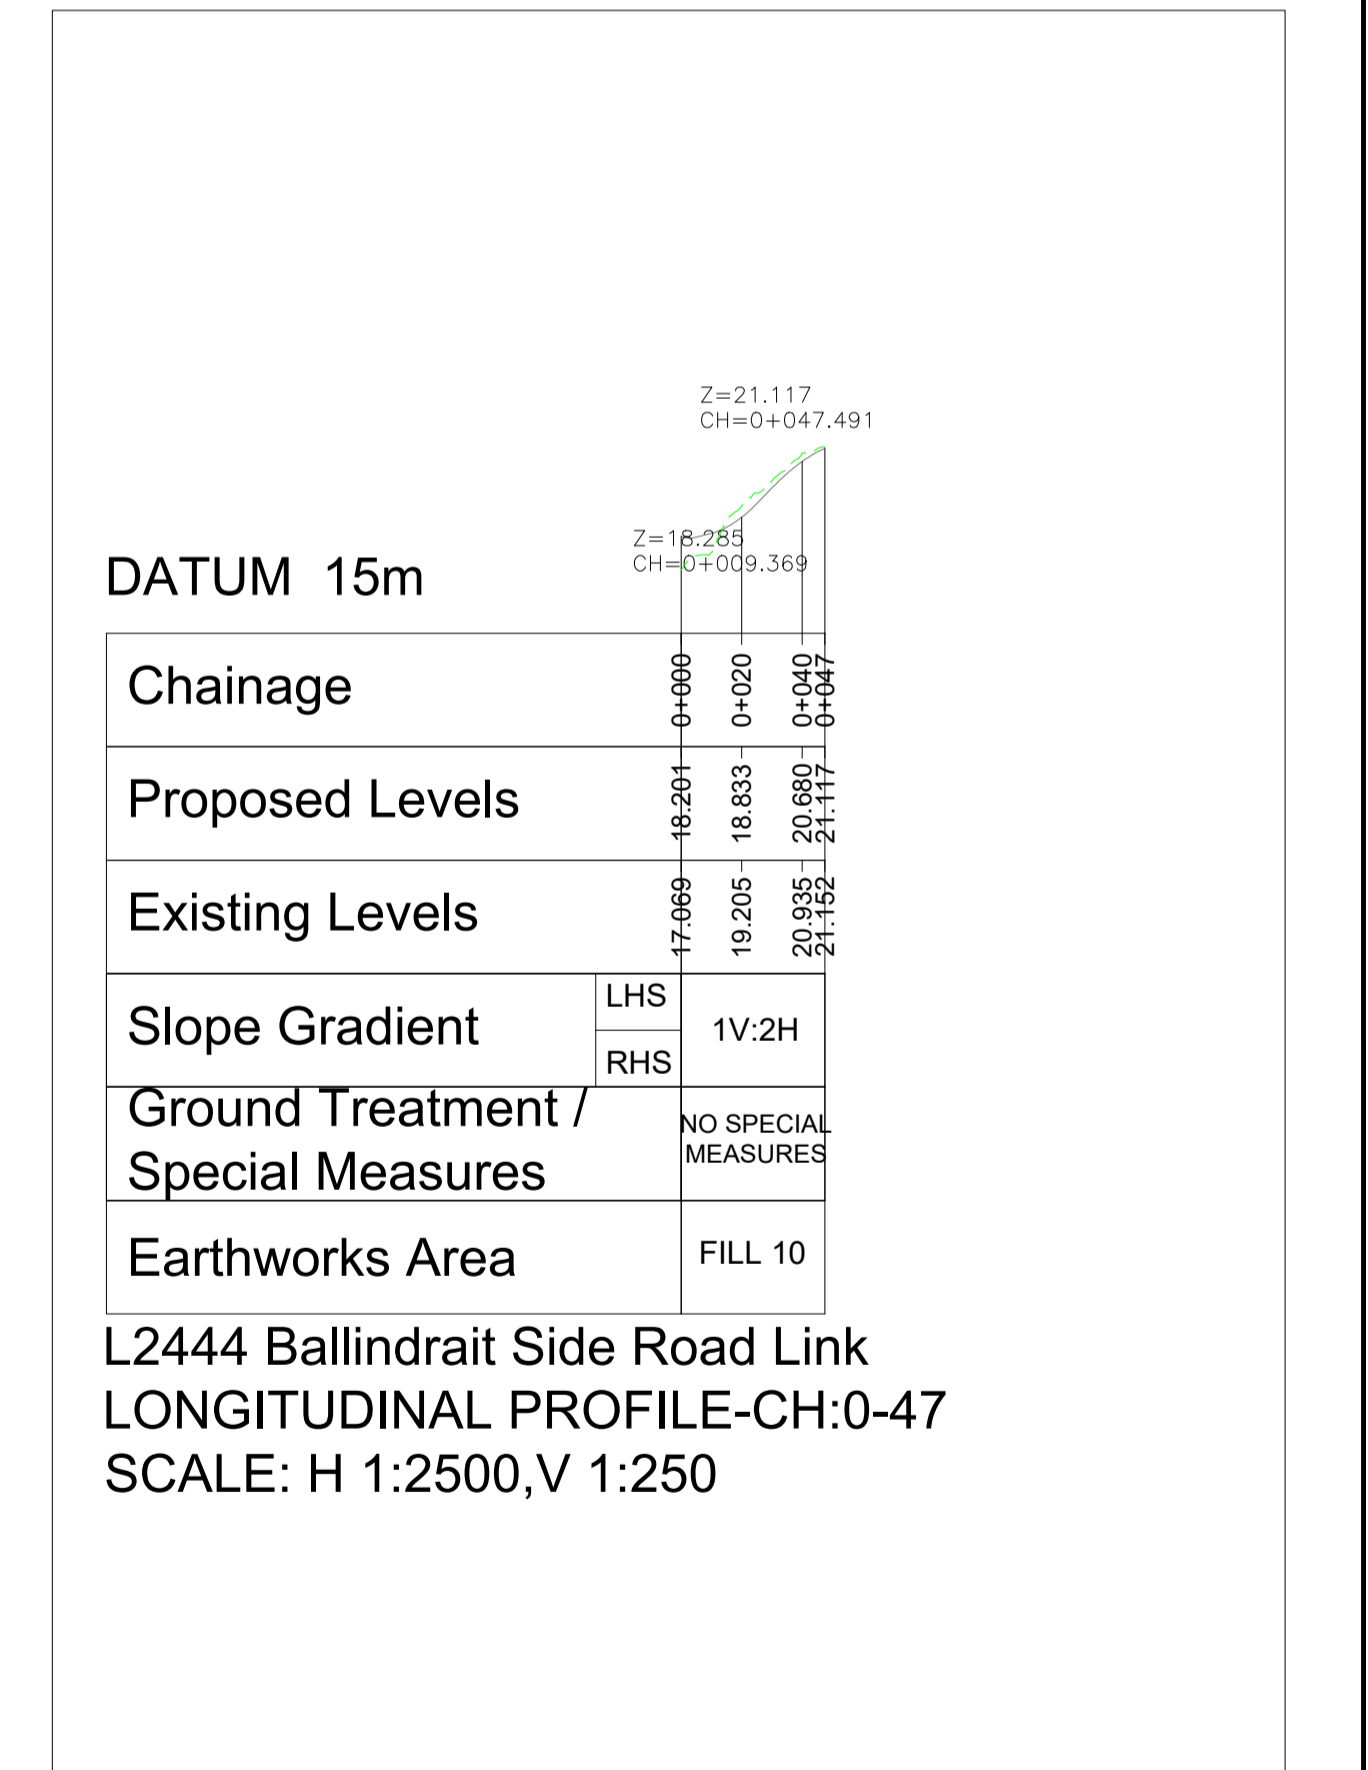 Z=21.117
CH=0+047.491
Z=18.285
CH=0+009.369
DATUM 15m
Chainage
0+000
0+020
0+040
0+047
Proposed Levels
18.201
18.833
20.680
21.117
Existing Levels
17.069
19.205
20.935
21.152
Slope Gradient
LHS
RHS
1V:2H
Ground Treatment /
Special Measures
NO SPECIAL
MEASURES
Earthworks Area
FILL 10
L2444 Ballindrait Side Road Link
LONGITUDINAL PROFILE-CH:0-47
SCALE: H 1:2500,V 1:250